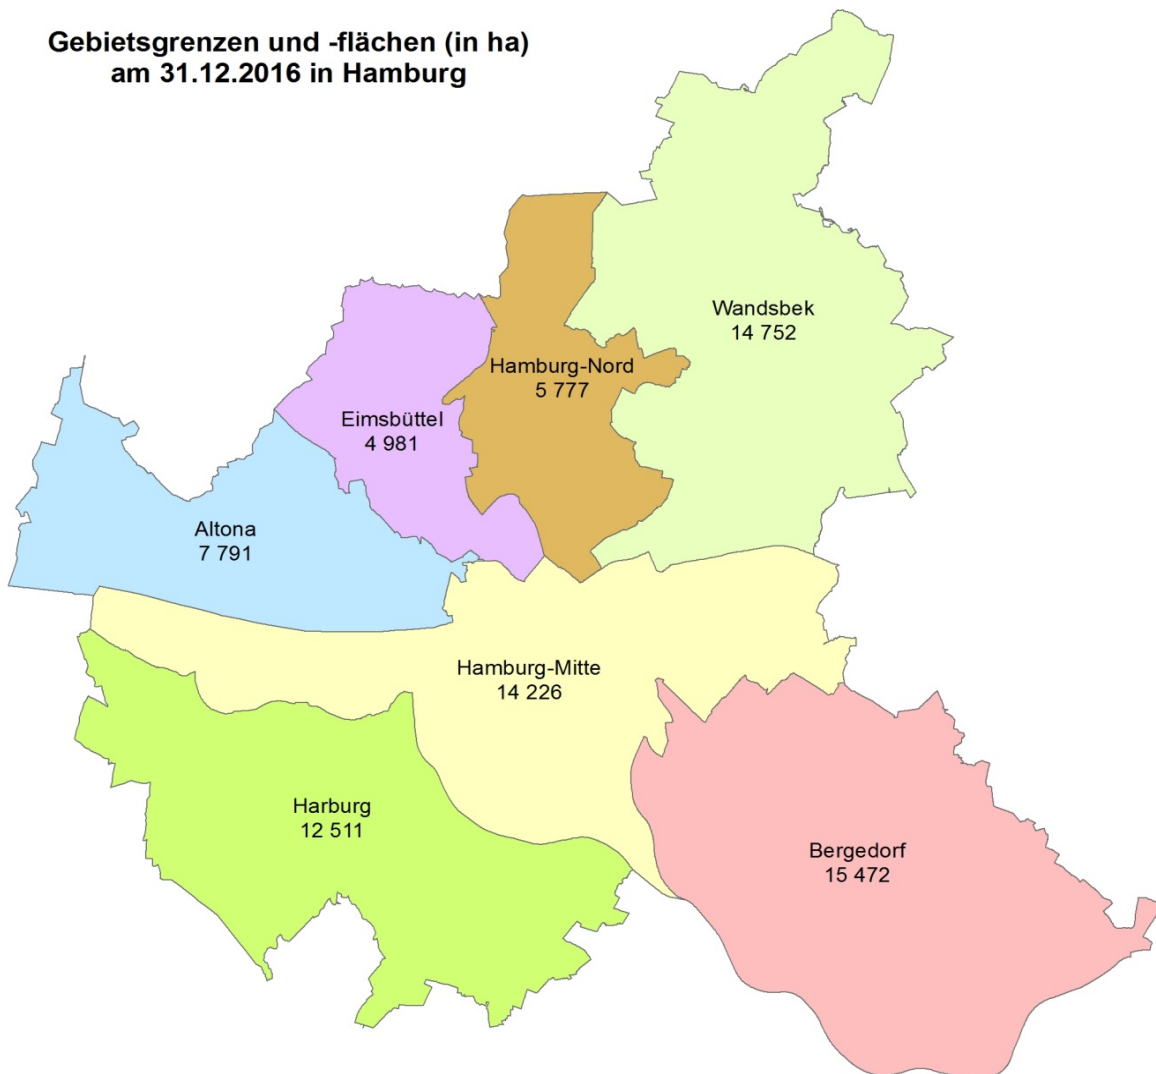 Gebietsgrenzen und -flächen (in ha)
am 31.12.2016 in Hamburg
Wandsbek
14 752
Hamburg-Nord
5 777
Eimsbüttel
4 981
Altona
7 791
Hamburg-Mitte
14 226
Harburg
12 511
Bergedorf
15 472